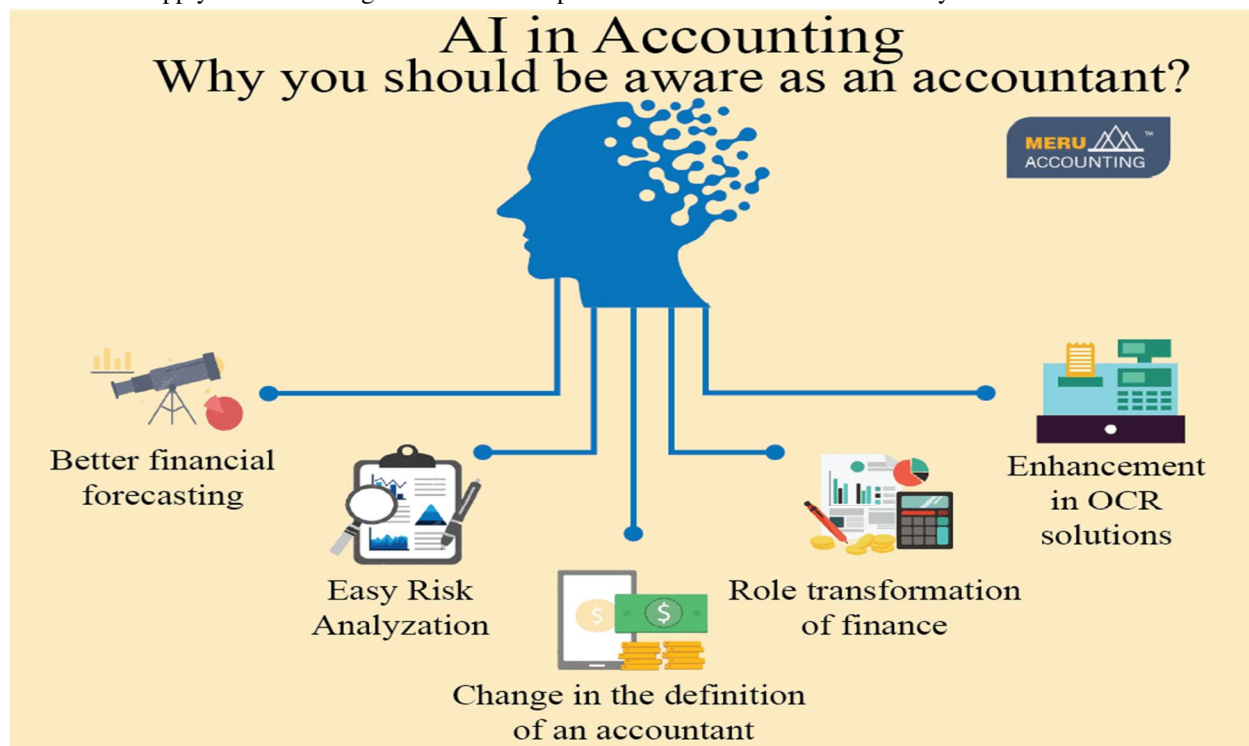 AI in Accounting
Why you should be aware as an accountant?
MERU
TM
ACCOUNTING
Better financial
forecasting
Easy Risk
Analyzation
$
$
Change in the definition
of an accountant
Role transformation
of finance
Enhancement
in OCR
solutions